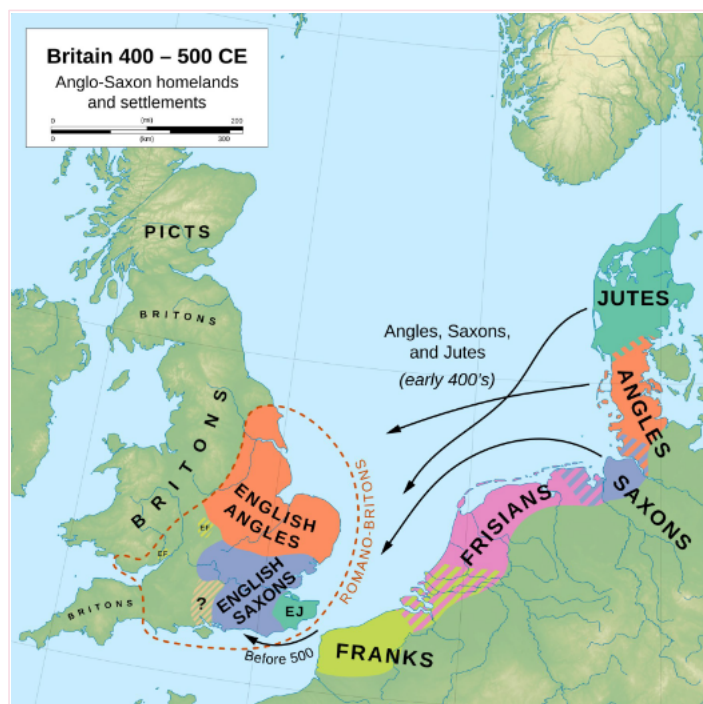 Britain 400 – 500 CE
Anglo-Saxon homelands
and settlements
0 (mi) 200
0 (km) 300
PICTS
BRITONS
JUTES
Angles, Saxons,
and Jutes
(early 400's)
ANGLES
BRITONS
ROMANO-BRITONS
SAXONS
FRISIANS
ENGLISH
ANGLES
EF
EF
ENGLISH
SAXONS
?
EJ
BRITONS
Before 500
FRANKS